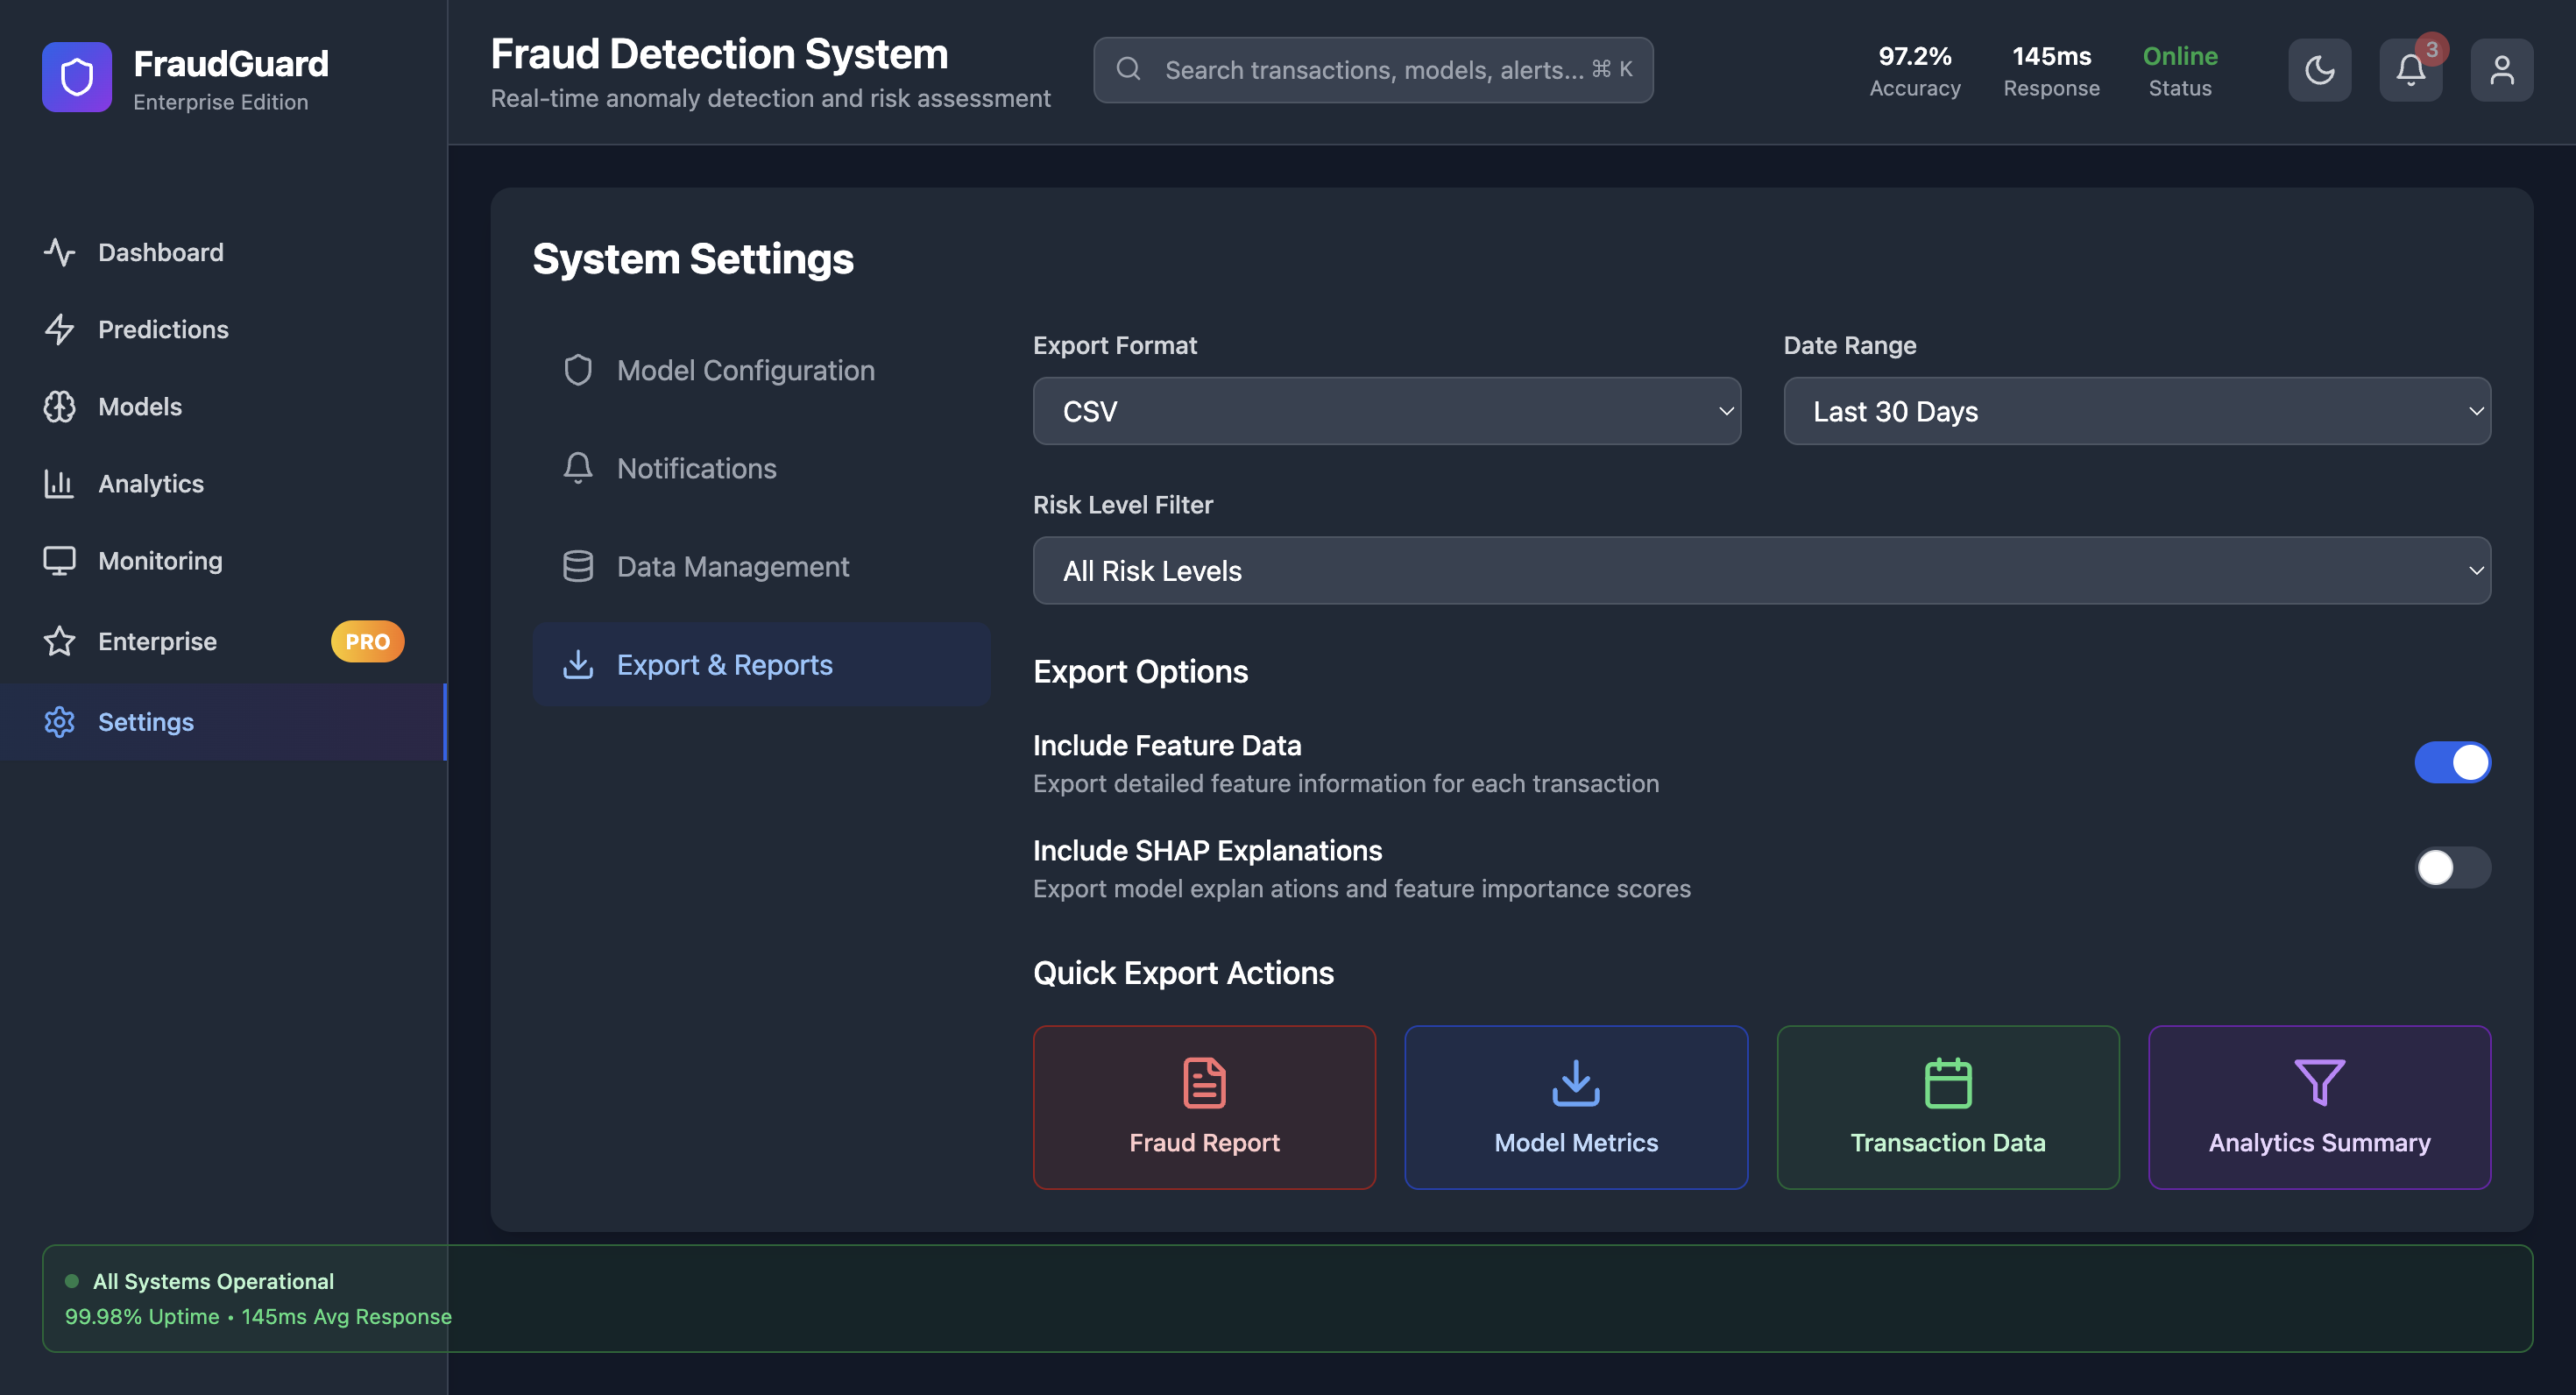 FraudGuard
Enterprise Edition
Dashboard
Predictions
Models
Analytics
Monitoring
Enterprise
PRO
Settings
Fraud Detection System
Real-time anomaly detection and risk assessment
Search transactions, models, alerts... ⌘ K
97.2%
Accuracy
145ms
Response
Online
Status
3
System Settings
Model Configuration
Notifications
Data Management
Export & Reports
Export Format
CSV
Date Range
Last 30 Days
Risk Level Filter
All Risk Levels
Export Options
Include Feature Data
Export detailed feature information for each transaction
Include SHAP Explanations
Export model explan ations and feature importance scores
Quick Export Actions
Fraud Report
Model Metrics
Transaction Data
Analytics Summary
All Systems Operational
99.98% Uptime • 145ms Avg Response